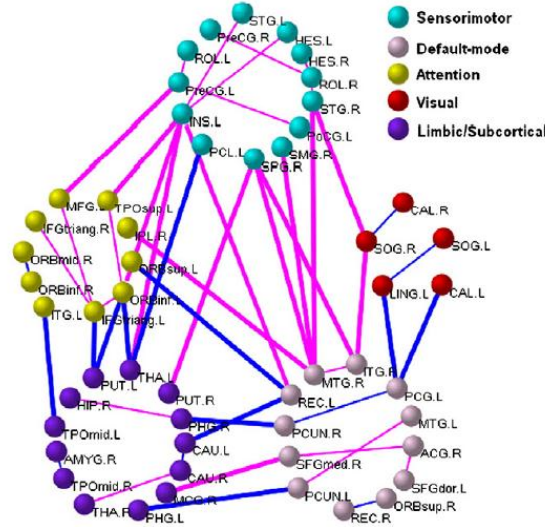 STG.L
Sensorimotor
PreCG.R
HES.L
Default-mode
ROL.L
HES.R
Attention
PreCG.L
ROL.R
Visual
STG.R
INS.L
Limbic/Subcortical
PoCG.L
PCL.L
SMG.R
SPG.R
MFG.L
TPOsup.L
CAL.R
IFGtriang.R
IPL.R
SOG.R
SOG.L
ORBmid.R
ORBsup.L
ORBinf.R
ORBinf.L
LING.L
CAL.L
ITG.L
IFGtriang.L
PUT.L
THA.L
MTG.R
ITG.R
PUT.R
REC.L
PCG.L
HIP.R
PHG.R
PCUN.R
MTG.L
TPOmid.L
CAU.L
ACG.R
AMYG.R
SFGmed.R
CAU.R
TPOmid.R
SFGdor.L
MCG.R
PCUN.L
ORBsup.R
THA.R
PHG.L
REC.R